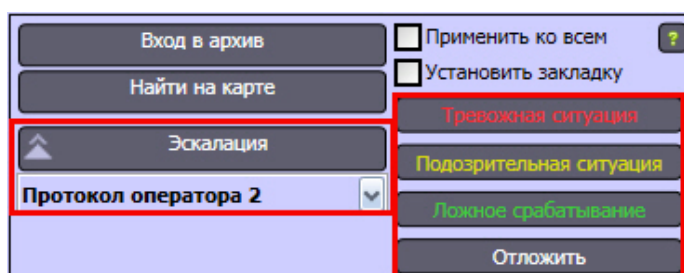 Вход в архив
Найти на карте
Эскалация
Протокол оператора 2
Применить ко всем
?
Установить закладку
Тревожная ситуация
Подозрительная ситуация
Ложное срабатывание
Отложить